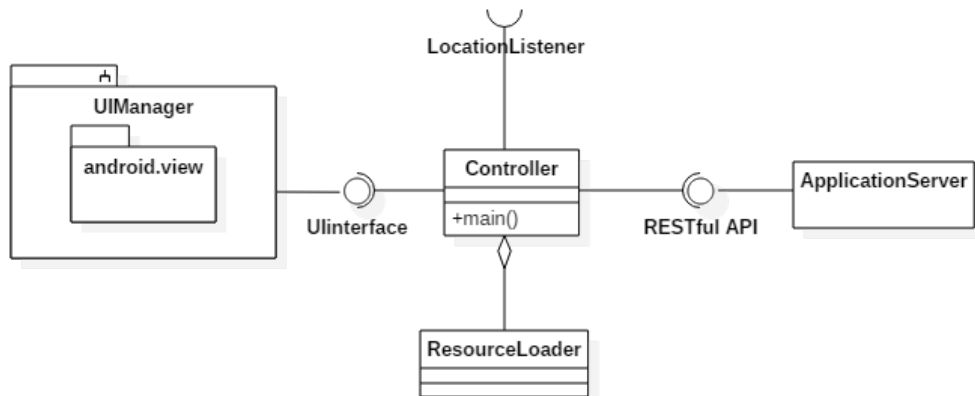 LocationListener
UIManager
android.view
Controller
+main()
UIinterface
RESTful API
ApplicationServer
ResourceLoader